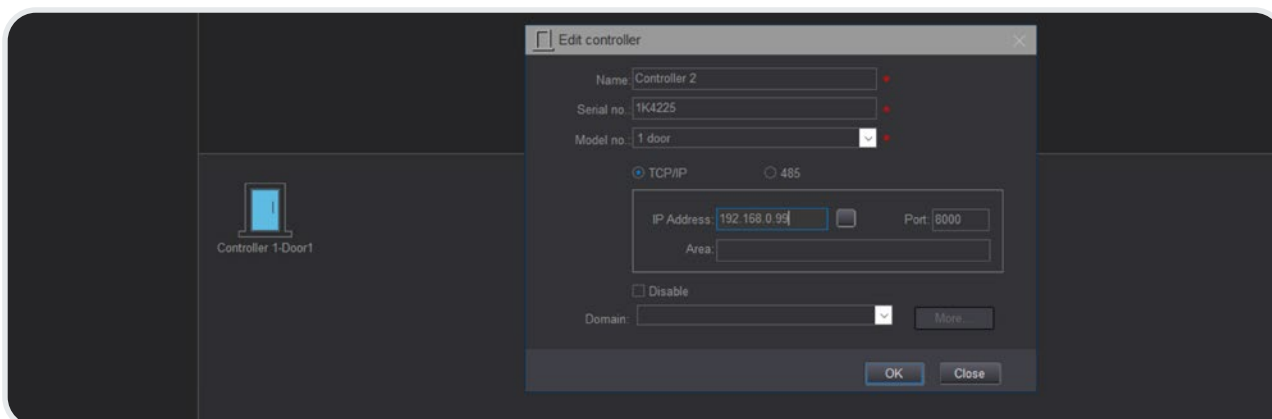 Edit controller
Name: Controller 2
Serial no.: 1K4225
Model no.: 1 door
TCP/IP 485
IP Address: 192.168.0.99 Port: 8000
Area:
Disable
Domain: More...
OK Close
Controller 1-Door1